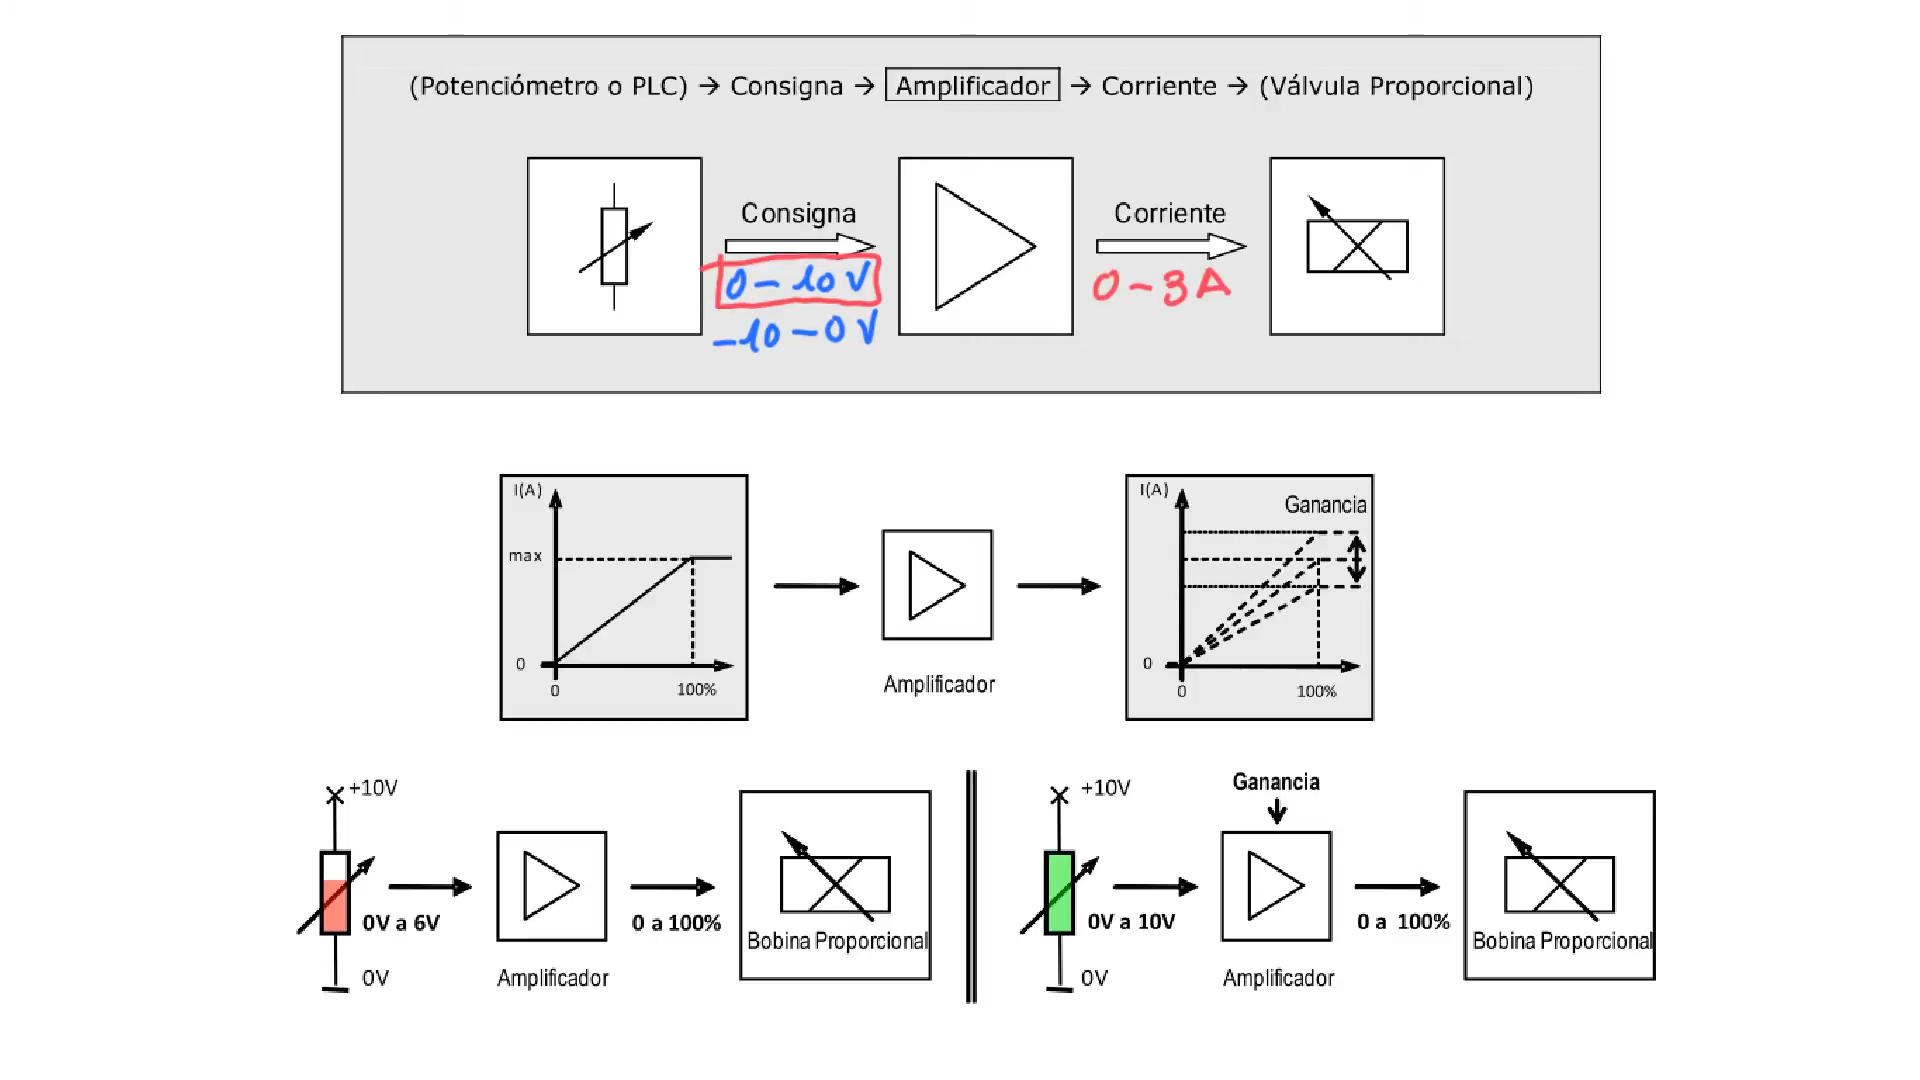 (Potenciómetro o PLC) → Consigna → Amplificador → Corriente → (Válvula Proporcional)
Consigna
Corriente
0 – 10 V
0 – 3 A
–10 – 0 V
I(A)
max
0
0
100%
Amplificador
I(A)
Ganancia
0
0
100%
+10V
0V a 6V
0V
Amplificador
0 a 100%
Bobina Proporcional
+10V
0V a 10V
0V
Ganancia
Amplificador
0 a 100%
Bobina Proporcional